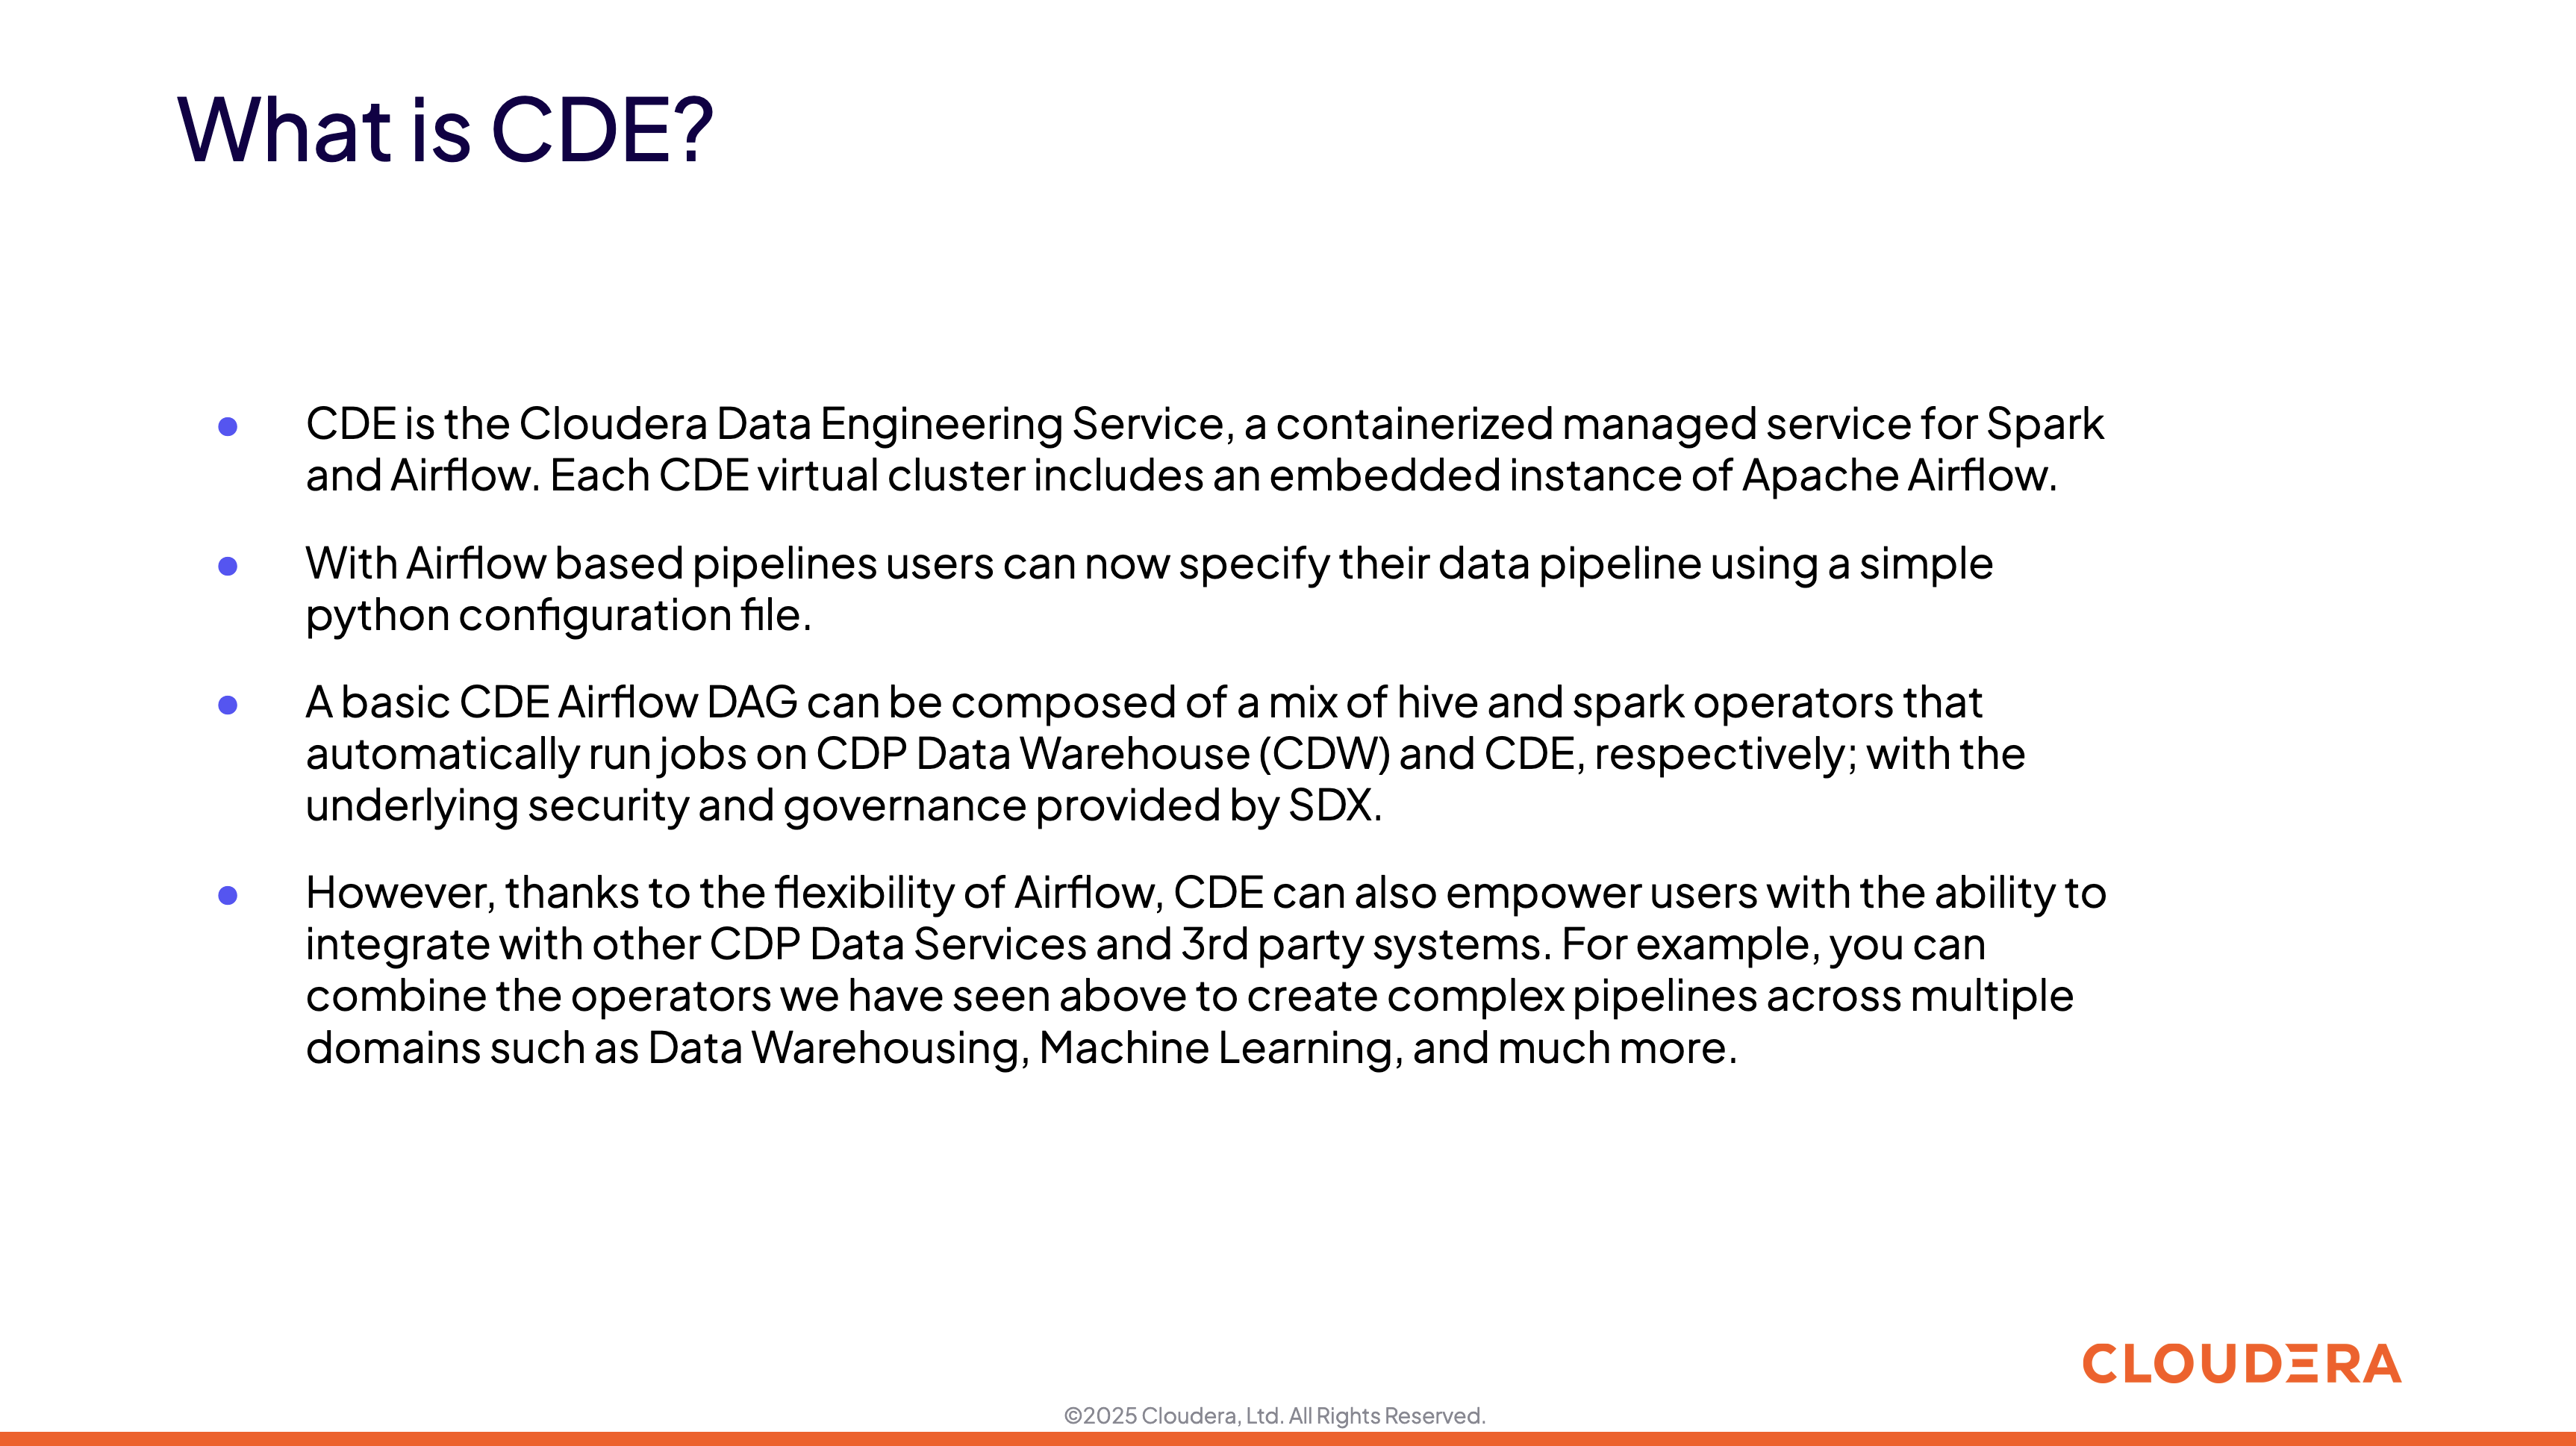 What is CDE?
● CDE is the Cloudera Data Engineering Service, a containerized managed service for Spark
and Airflow. Each CDE virtual cluster includes an embedded instance of Apache Airflow.
● With Airflow based pipelines users can now specify their data pipeline using a simple
python configuration file.
● A basic CDE Airflow DAG can be composed of a mix of hive and spark operators that
automatically run jobs on CDP Data Warehouse (CDW) and CDE, respectively; with the
underlying security and governance provided by SDX.
● However, thanks to the flexibility of Airflow, CDE can also empower users with the ability to
integrate with other CDP Data Services and 3rd party systems. For example, you can
combine the operators we have seen above to create complex pipelines across multiple
domains such as Data Warehousing, Machine Learning, and much more.
CLOUDERA
©2025 Cloudera, Ltd. All Rights Reserved.